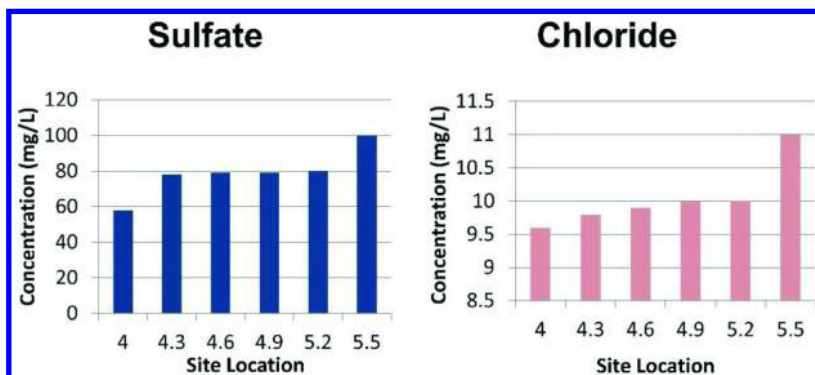 Sulfate
Concentration (mg/L)
120
100
80
60
40
20
0
4 4.3 4.6 4.9 5.2 5.5
Site Location
Chloride
Concentration (mg/L)
11.5
11
10.5
10
9.5
9
8.5
4 4.3 4.6 4.9 5.2 5.5
Site Location